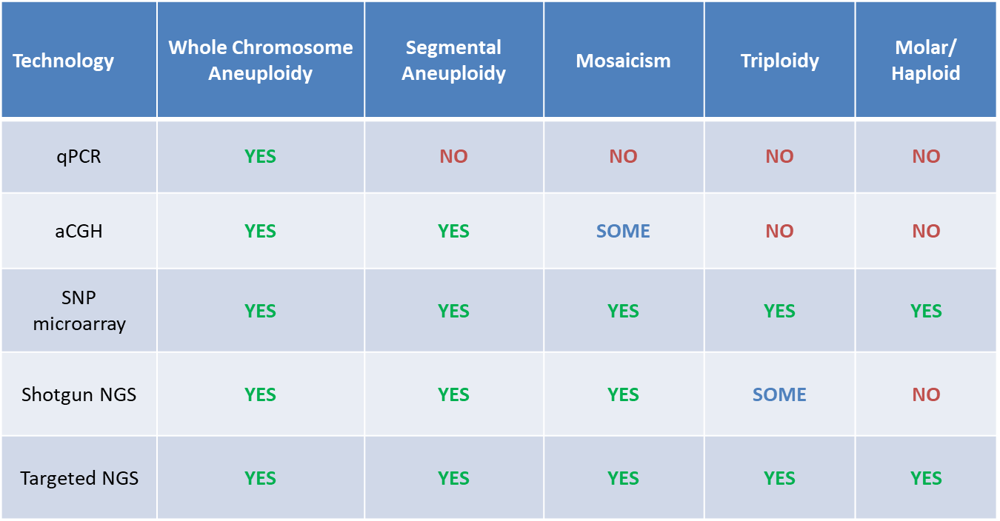 Technology
Whole Chromosome
Aneuploidy
Segmental
Aneuploidy
Mosaicism
Triploidy
Molar/
Haploid
qPCR
YES
NO
NO
NO
NO
aCGH
YES
YES
SOME
NO
NO
SNP
microarray
YES
YES
YES
YES
YES
Shotgun NGS
YES
YES
YES
SOME
NO
Targeted NGS
YES
YES
YES
YES
YES